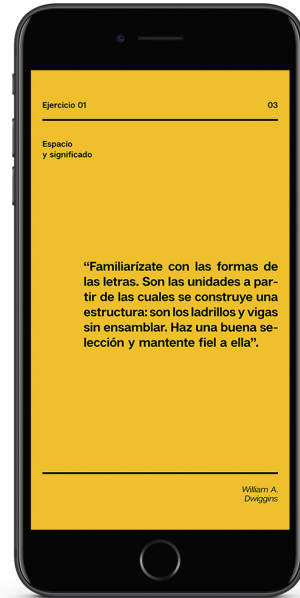 Ejercicio 01 03
Espacio
y significado
“Familiarízate con las formas de
las letras. Son las unidades a par-
tir de las cuales se construye una
estructura: son los ladrillos y vigas
sin ensamblar. Haz una buena se-
lección y mantente fiel a ella”.
William A.
Dwiggins